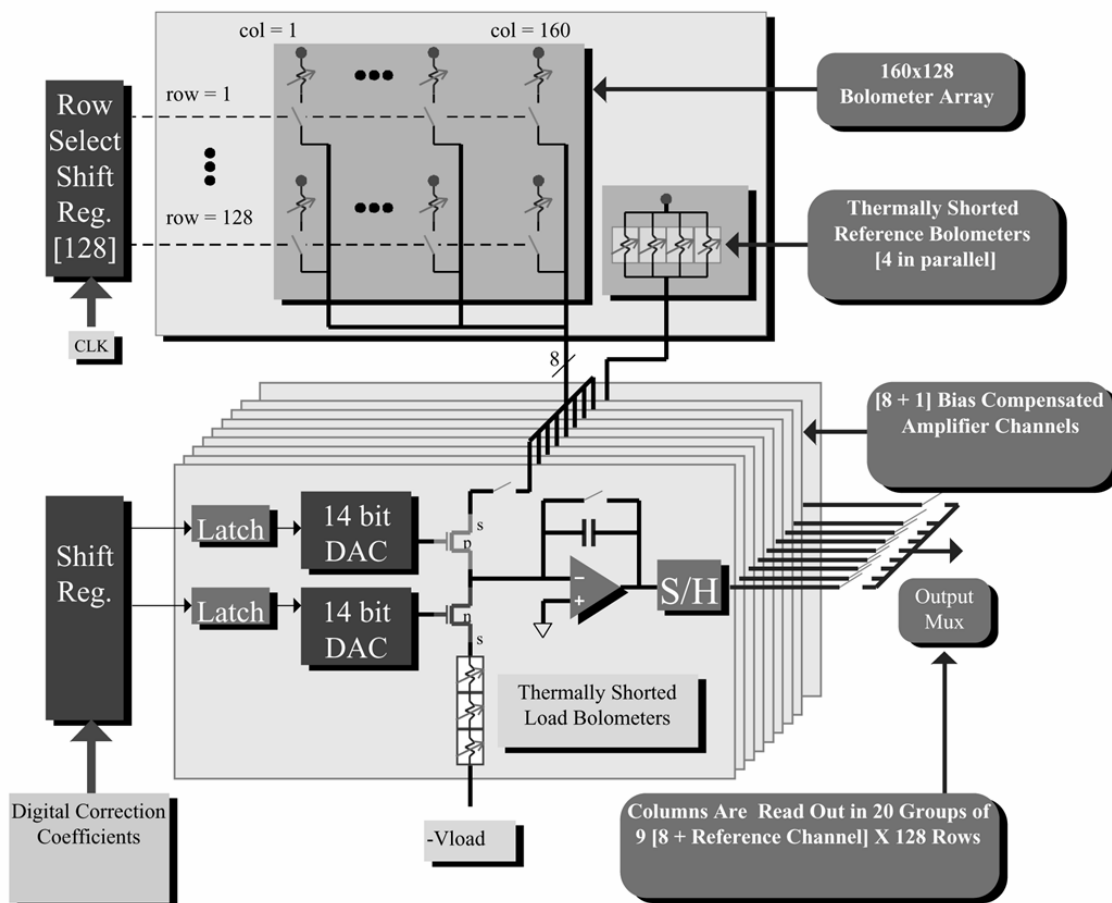 col = 1
col = 160
160x128
Bolometer Array
row = 1
Row
Select
Shift
Reg.
[128]
row = 128
Thermally Shorted
Reference Bolometers
[4 in parallel]
CLK
8
[8 + 1] Bias Compensated
Amplifier Channels
Shift
Reg.
Latch
14 bit
DAC
s
p
Latch
14 bit
DAC
n
s
−
+
S/H
Output
Mux
Thermally Shorted
Load Bolometers
Digital Correction
Coefficients
-Vload
Columns Are Read Out in 20 Groups of
9 [8 + Reference Channel] X 128 Rows